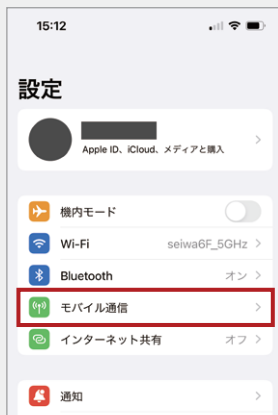 15:12
設定
Apple ID、iCloud、メディアと購入
機内モード
Wi-Fi seiwa6F_5GHz
Bluetooth オン
モバイル通信
インターネット共有 オフ
通知